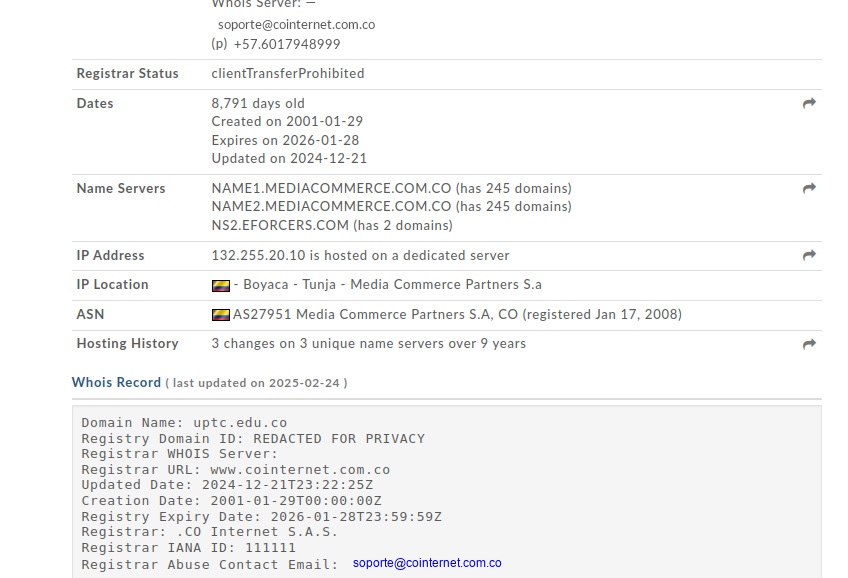 Whois Server: —
soporte@cointernet.com.co
(p) +57.6017948999
Registrar Status clientTransferProhibited
Dates 8,791 days old
Created on 2001-01-29
Expires on 2026-01-28
Updated on 2024-12-21
Name Servers NAME1.MEDIACOMMERCE.COM.CO (has 245 domains)
NAME2.MEDIACOMMERCE.COM.CO (has 245 domains)
NS2.EFORCERS.COM (has 2 domains)
IP Address 132.255.20.10 is hosted on a dedicated server
IP Location - Boyaca - Tunja - Media Commerce Partners S.a
ASN AS27951 Media Commerce Partners S.A, CO (registered Jan 17, 2008)
Hosting History 3 changes on 3 unique name servers over 9 years
Whois Record ( last updated on 2025-02-24 )
Domain Name: uptc.edu.co
Registry Domain ID: REDACTED FOR PRIVACY
Registrar WHOIS Server:
Registrar URL: www.cointernet.com.co
Updated Date: 2024-12-21T23:22:25Z
Creation Date: 2001-01-29T00:00:00Z
Registry Expiry Date: 2026-01-28T23:59:59Z
Registrar: .CO Internet S.A.S.
Registrar IANA ID: 111111
Registrar Abuse Contact Email: soporte@cointernet.com.co